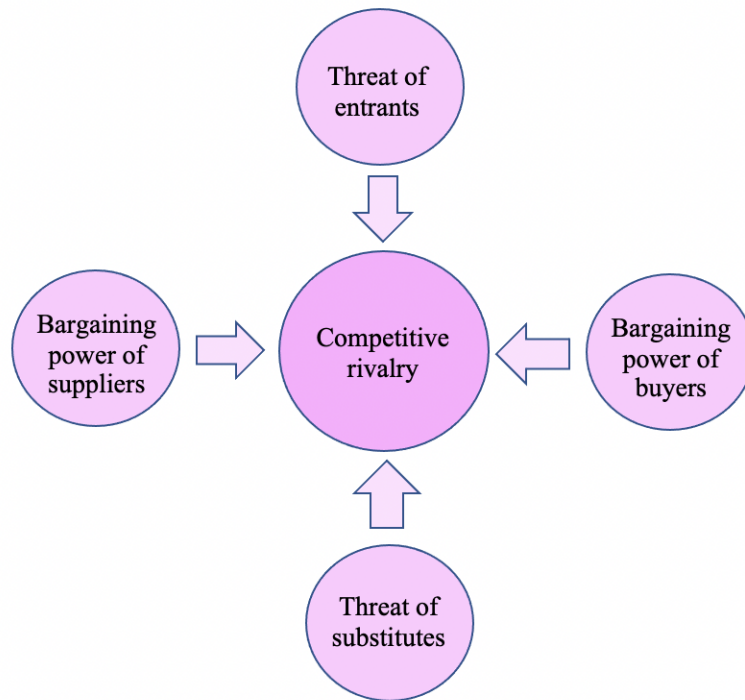 Threat of
entrants
Bargaining
power of
suppliers
Competitive
rivalry
Bargaining
power of
buyers
Threat of
substitutes